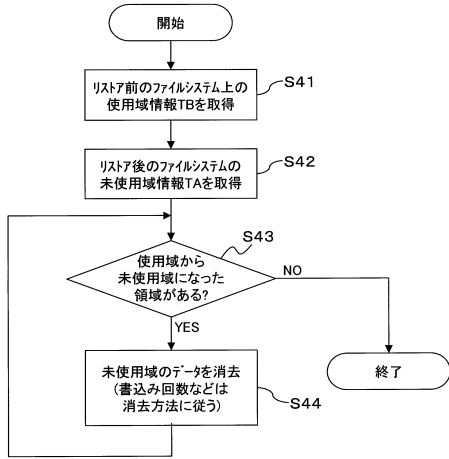 開始
ﾘｽﾄｱ前のﾌｧｲﾙｼｽﾃﾑ上の
使用域情報TBを取得
S41
ﾘｽﾄｱ後のﾌｧｲﾙｼｽﾃﾑの
未使用域情報TAを取得
S42
S43
使用域から
未使用域になった
領域がある?
NO
YES
未使用域のﾃﾞｰﾀを消去
(書込み回数などは
消去方法に従う)
S44
終了